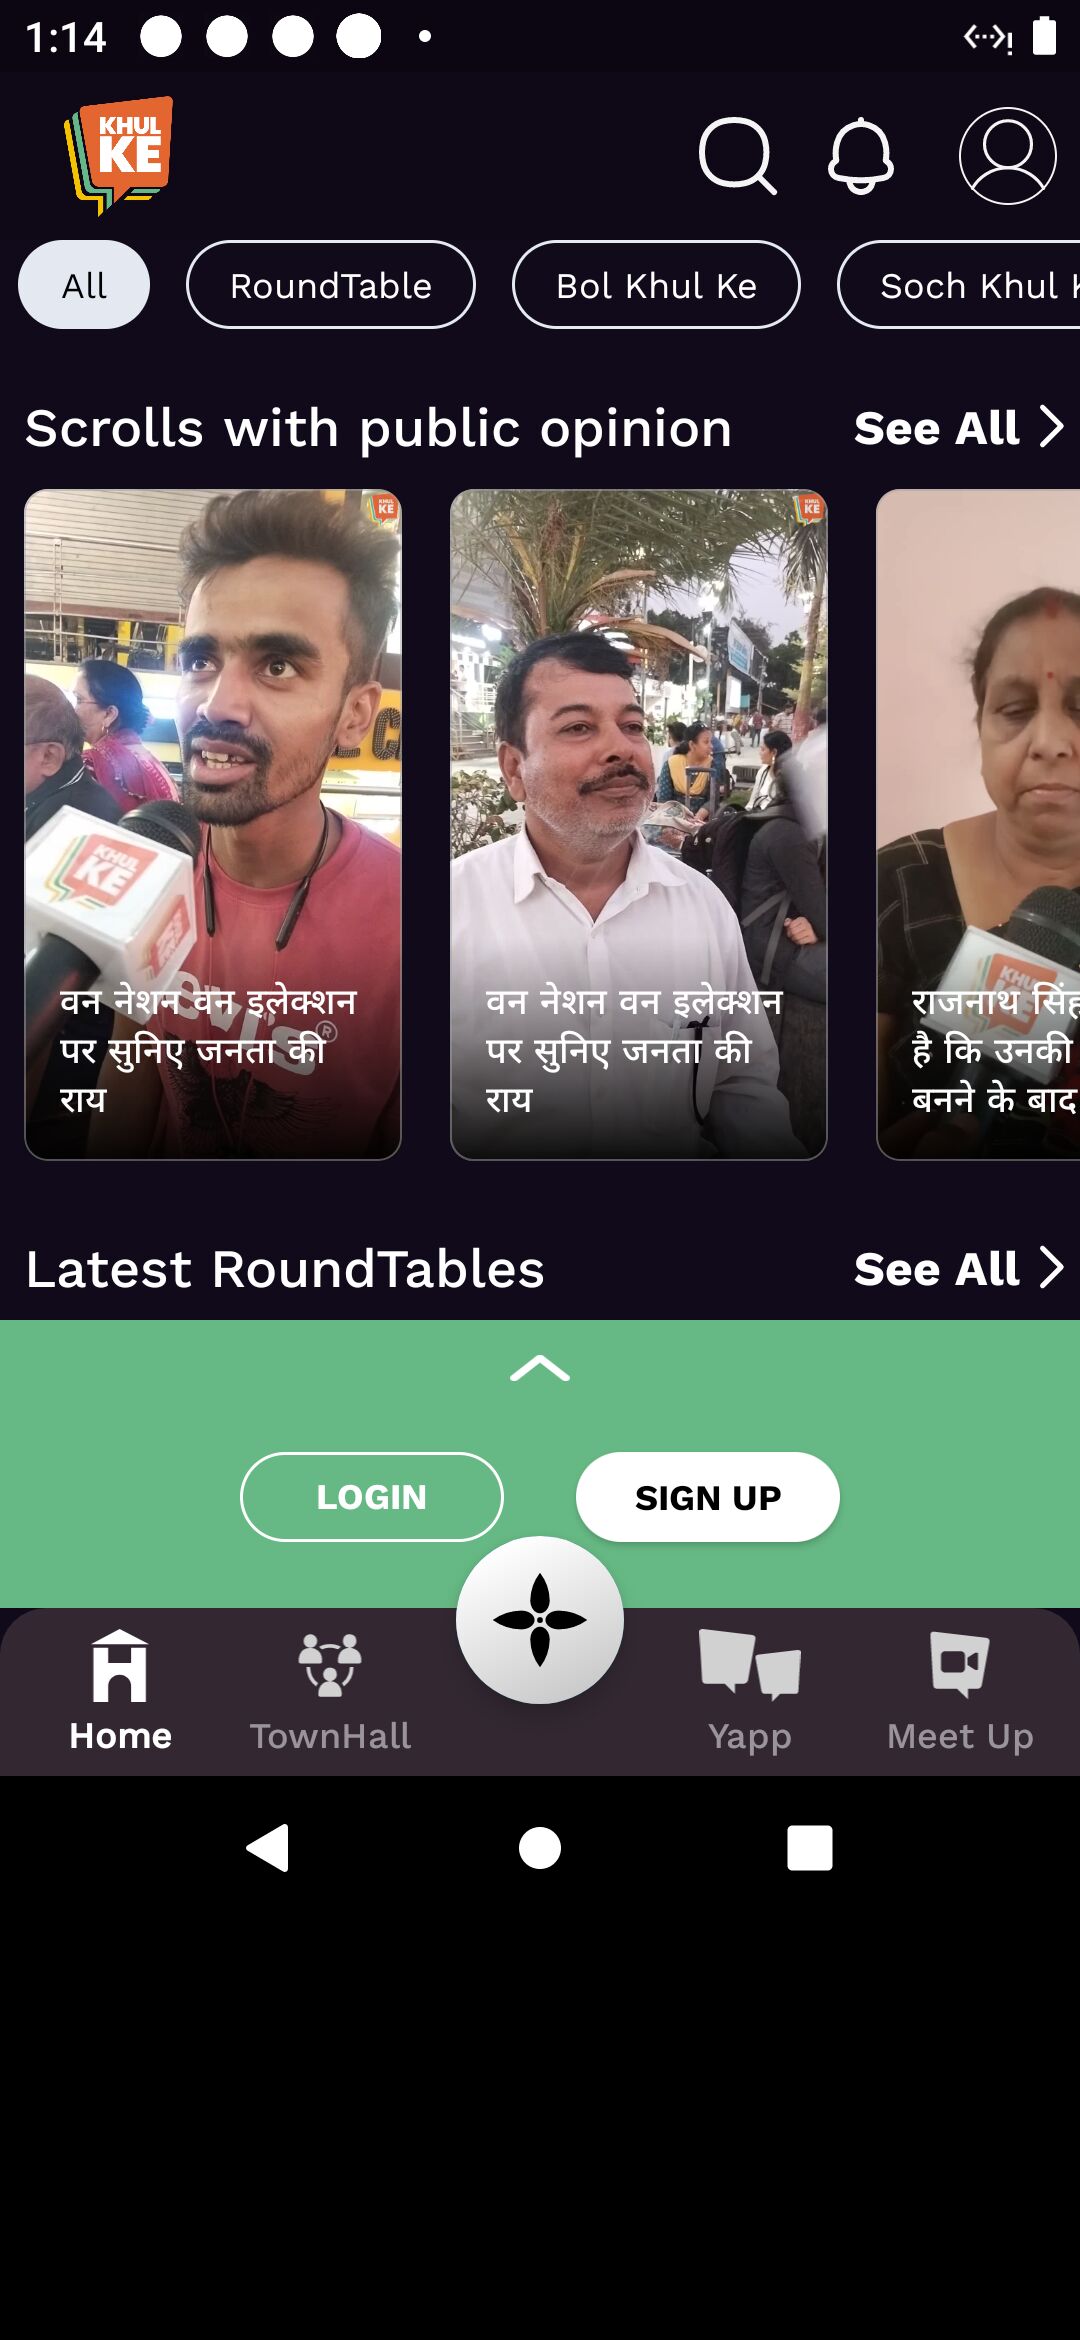 1:14
KHUL
KE
All
RoundTable
Bol Khul Ke
Soch Khul
Scrolls with public opinion
See All
KHUL
KE
KHUL
KE
KHUL
KE
वन नेशन वन इलेक्शन
पर सुनिए जनता की
राय
वन नेशन वन इलेक्शन
पर सुनिए जनता की
राय
राजनाथ सिंह
है कि उनकी
बनने के बाद
Latest RoundTables
See All
LOGIN
SIGN UP
Home
TownHall
Yapp
Meet Up